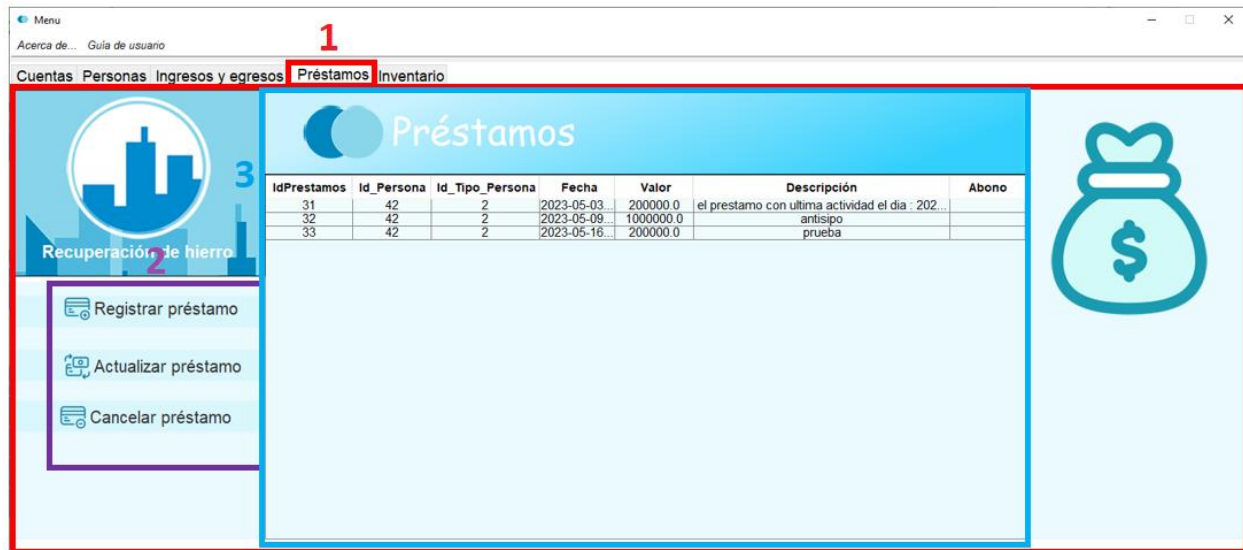 Menu
Acerca de... Guía de usuario
1
Cuentas Personas Ingresos y egresos Préstamos Inventario
Préstamos
3
IdPrestamos Id_Persona Id_Tipo_Persona Fecha Valor Descripción Abono
31 42 2 2023-05-03... 200000.0 el prestamo con ultima actividad el dia : 202...
32 42 2 2023-05-09... 1000000.0 antisipo
33 42 2 2023-05-16... 200000.0 prueba
Recuperación de hierro
2
Registrar préstamo
Actualizar préstamo
Cancelar préstamo
$